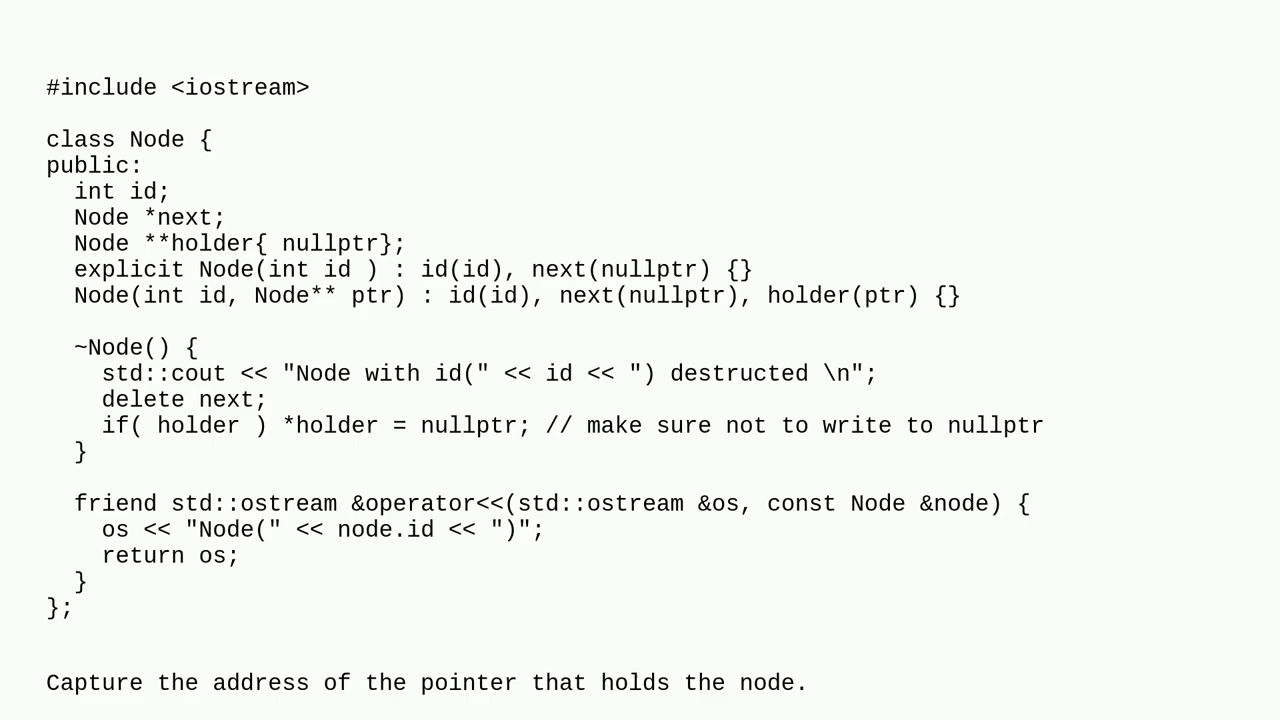 #include <iostream>
class Node {
public:
  int id;
  Node *next;
  Node **holder{ nullptr};
  explicit Node(int id ) : id(id), next(nullptr) {}
  Node(int id, Node** ptr) : id(id), next(nullptr), holder(ptr) {}
  ~Node() {
    std::cout << "Node with id(" << id << ") destructed \n";
    delete next;
    if( holder ) *holder = nullptr; // make sure not to write to nullptr
  }
  friend std::ostream &operator<<(std::ostream &os, const Node &node) {
    os << "Node(" << node.id << ")";
    return os;
  }
};
Capture the address of the pointer that holds the node.